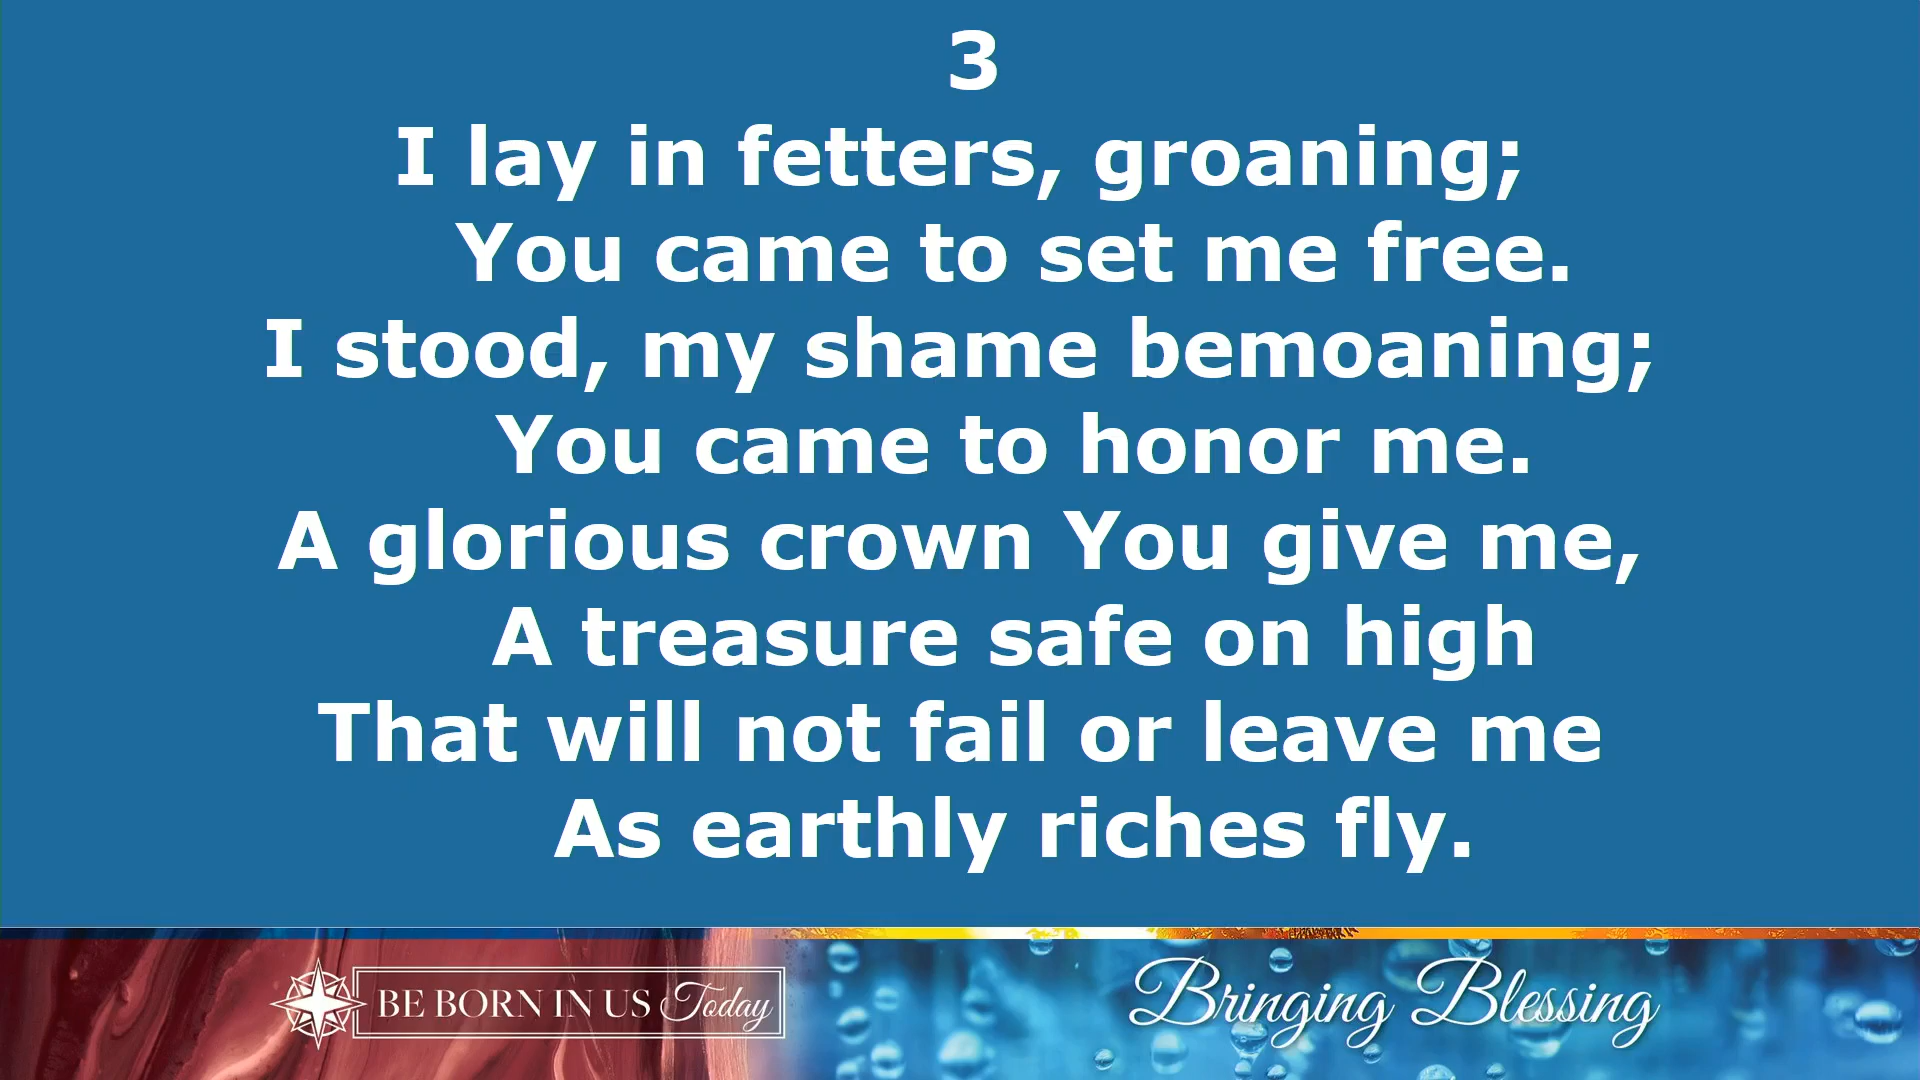 3
I lay in fetters, groaning;
You came to set me free.
I stood, my shame bemoaning;
You came to honor me.
A glorious crown You give me,
A treasure safe on high
That will not fail or leave me
As earthly riches fly.
BE BORN IN US Today
Bringing Blessing